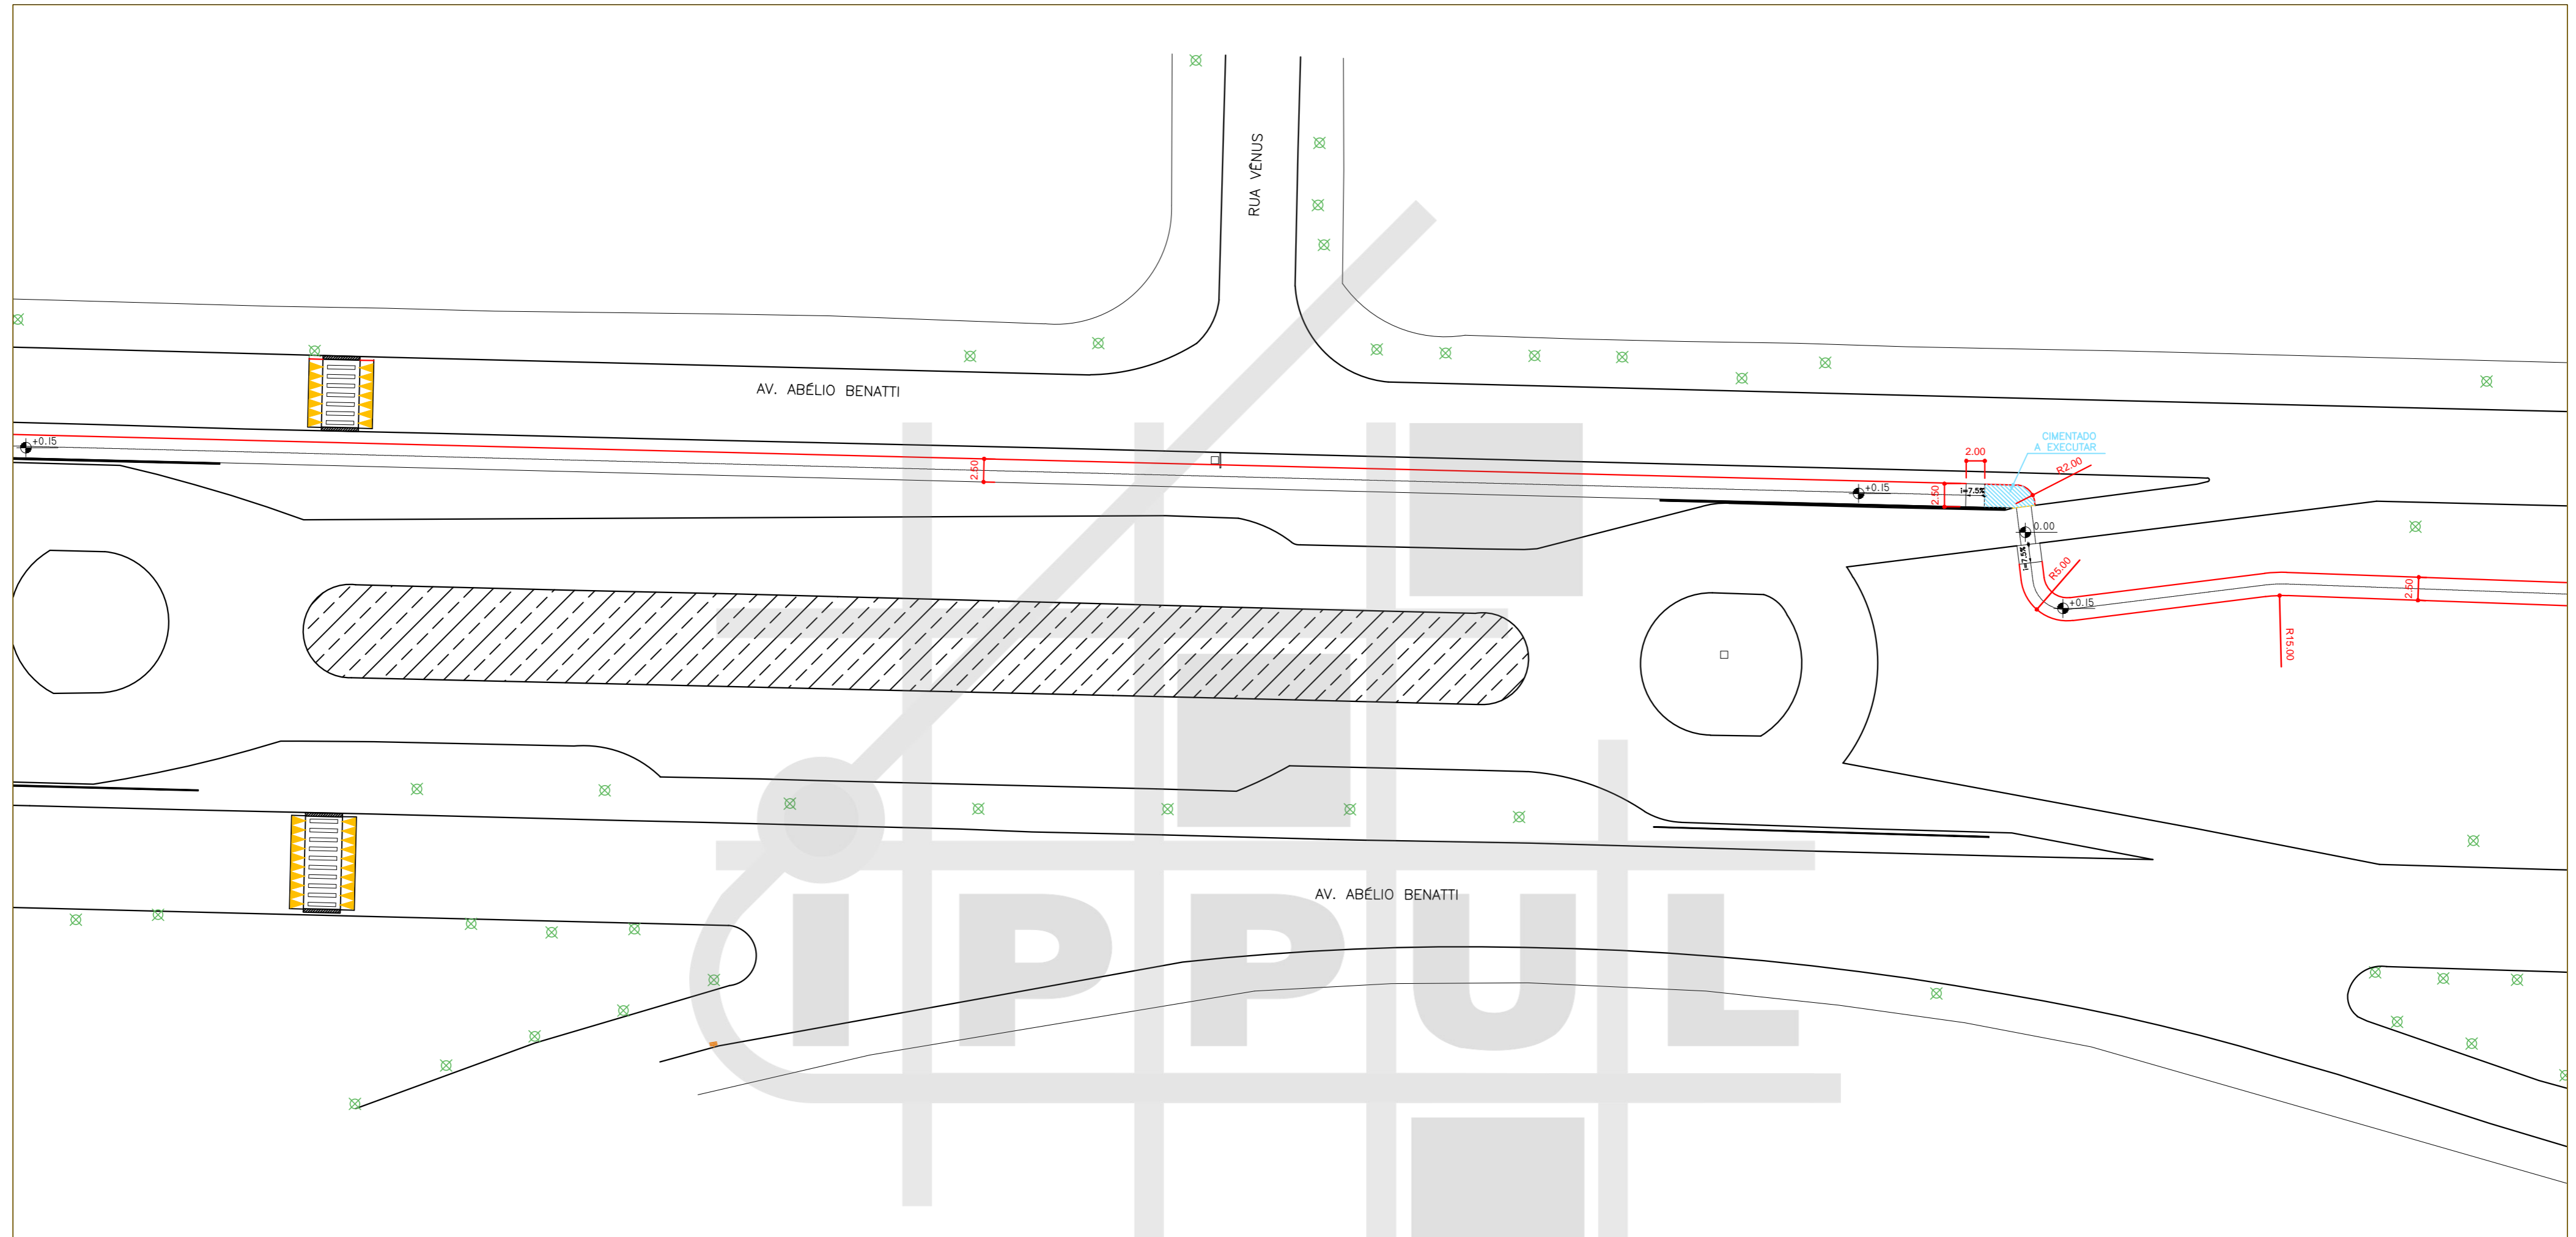 RUA VÊNUS
AV. ABÉLIO BENATTI
+0.15
2.50
+0.15
2.50
2.00
i=7.5%
CIMENTADO
A EXECUTAR
R2.00
0.00
i=7.5%
R5.00
+0.15
2.50
R15.00
AV. ABÉLIO BENATTI
iPPUL